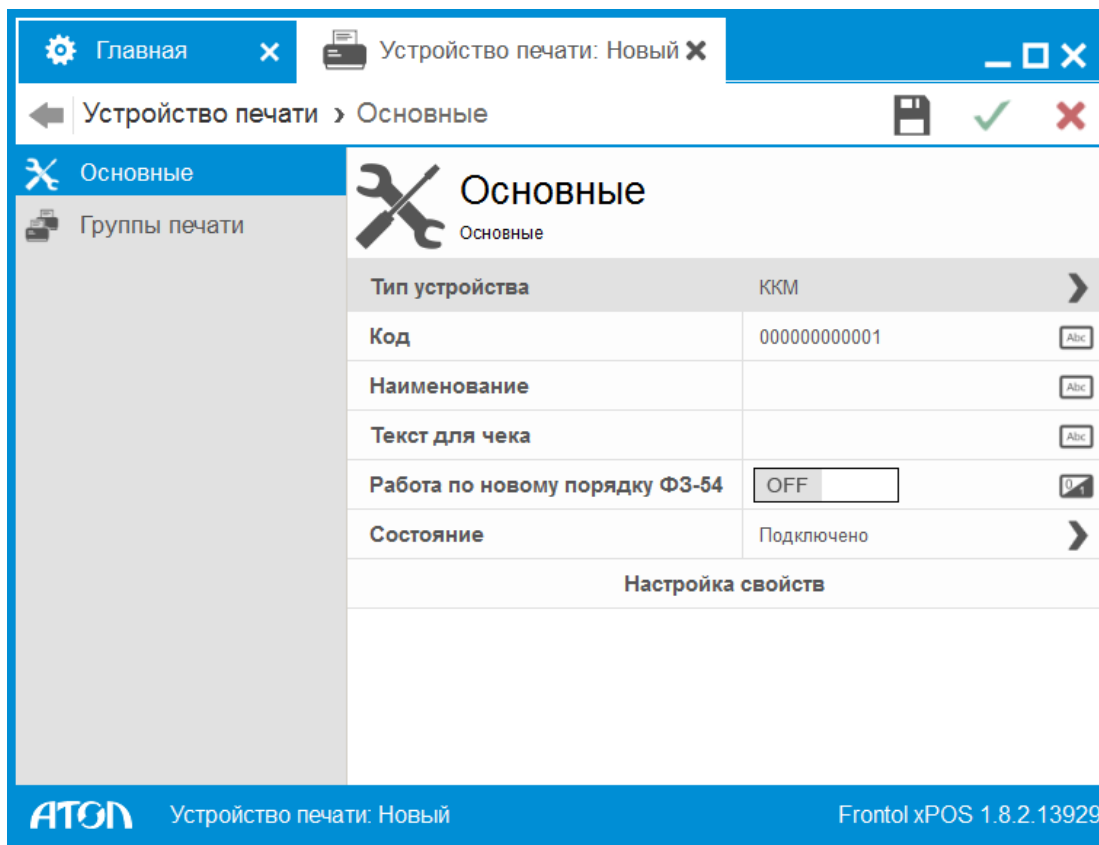 Главная
Устройство печати: Новый
Устройство печати › Основные
Основные
Группы печати
Основные
Основные
Тип устройства ККМ
Код 000000000001 Abc
Наименование Abc
Текст для чека Abc
Работа по новому порядку ФЗ-54 OFF 0/1
Состояние Подключено
Настройка свойств
АТОЛ Устройство печати: Новый Frontol xPOS 1.8.2.13929